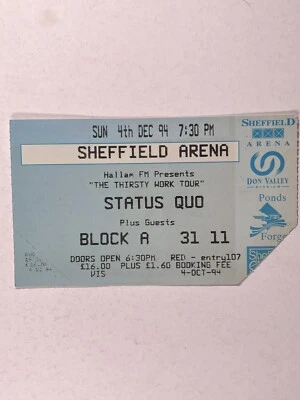 SUN 4th DEC 94 7:30 PM
SHEFFIELD ARENA
Hallam FM Presents
"THE THIRSTY WORK TOUR"
STATUS QUO
Plus Guests
BLOCK A 31 11
DOORS OPEN 6:30PM RED - entry107
£16.00 PLUS £1.60 BOOKING FEE
VIS 4-OCT-94
SHEFFIELD
ARENA
DON VALLEY
Ponds
Forge